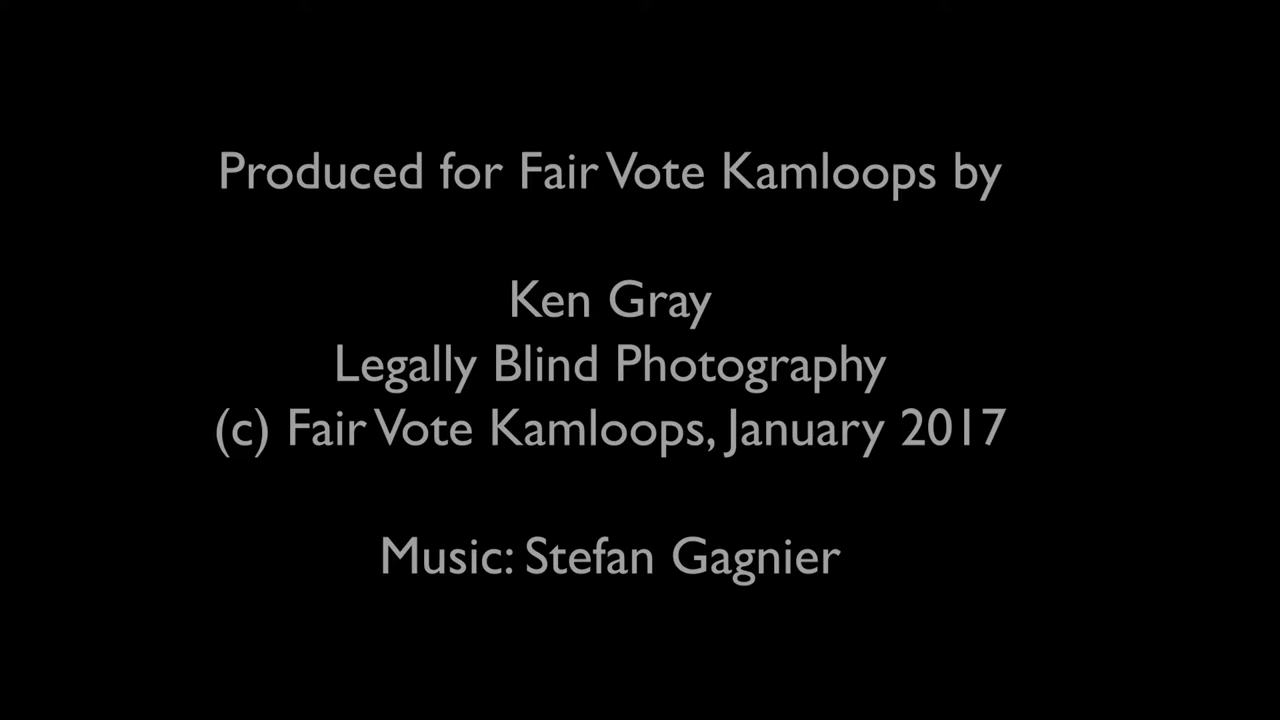 Produced for Fair Vote Kamloops by
Ken Gray
Legally Blind Photography
(c) Fair Vote Kamloops, January 2017
Music: Stefan Gagnier